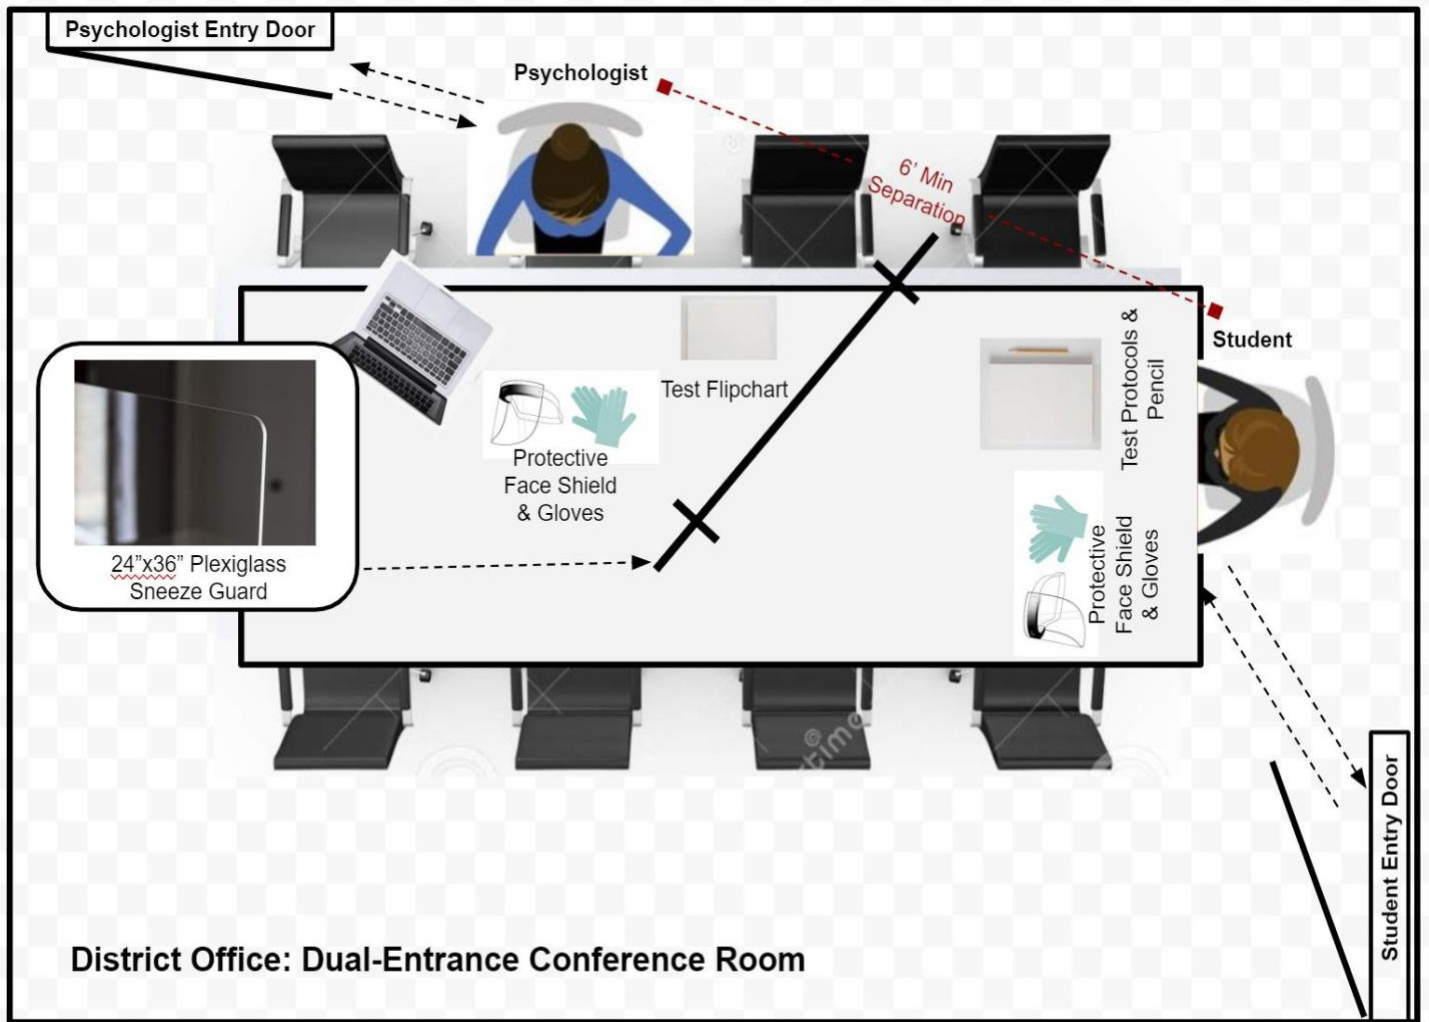 Psychologist Entry Door
Psychologist
6’ Min
Separation
Student
Test Protocols &
Pencil
Test Flipchart
Protective
Face Shield
& Gloves
Protective
Face Shield
& Gloves
24”x36” Plexiglass
Sneeze Guard
Student Entry Door
District Office: Dual-Entrance Conference Room